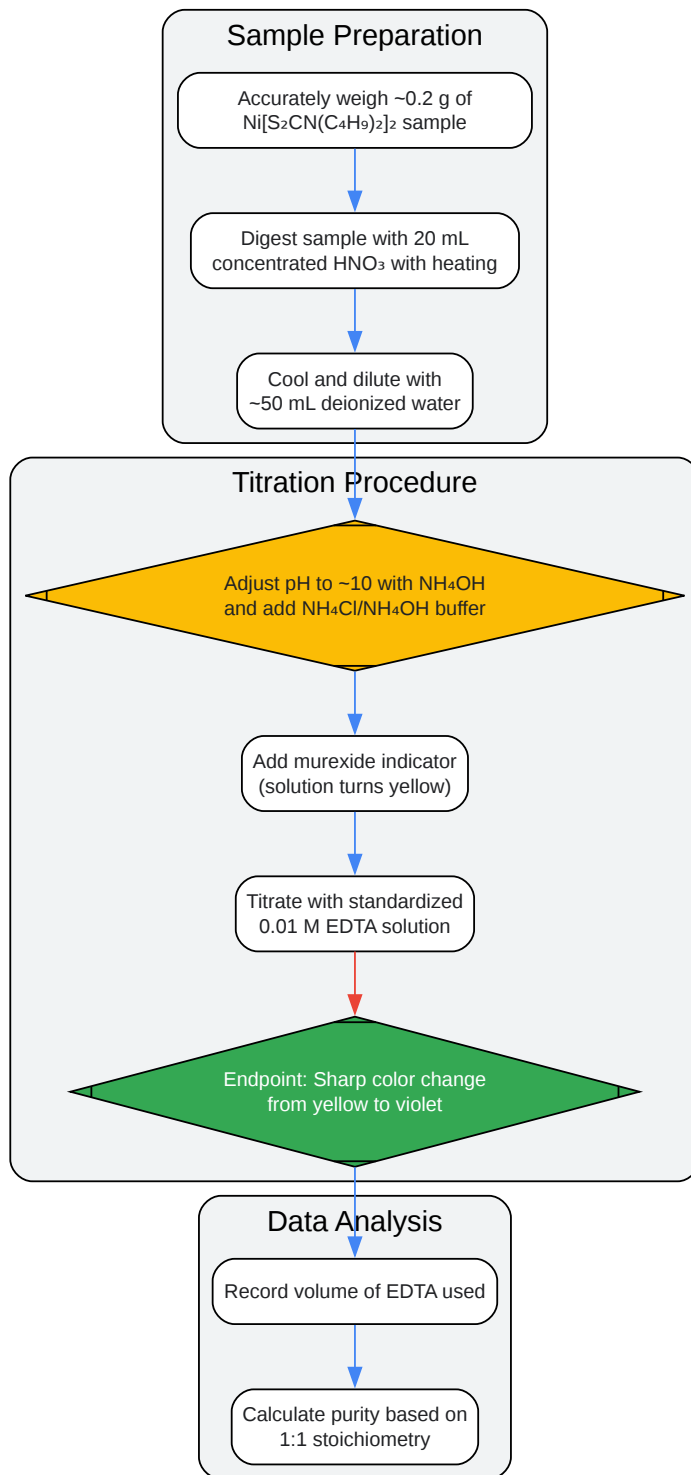 Sample Preparation
Accurately weigh ~0.2 g of
Ni[S₂CN(C₄H₉)₂]₂ sample
Digest sample with 20 mL
concentrated HNO₃ with heating
Cool and dilute with
~50 mL deionized water
Titration Procedure
Adjust pH to ~10 with NH₄OH
and add NH₄Cl/NH₄OH buffer
Add murexide indicator
(solution turns yellow)
Titrate with standardized
0.01 M EDTA solution
Endpoint: Sharp color change
from yellow to violet
Data Analysis
Record volume of EDTA used
Calculate purity based on
1:1 stoichiometry